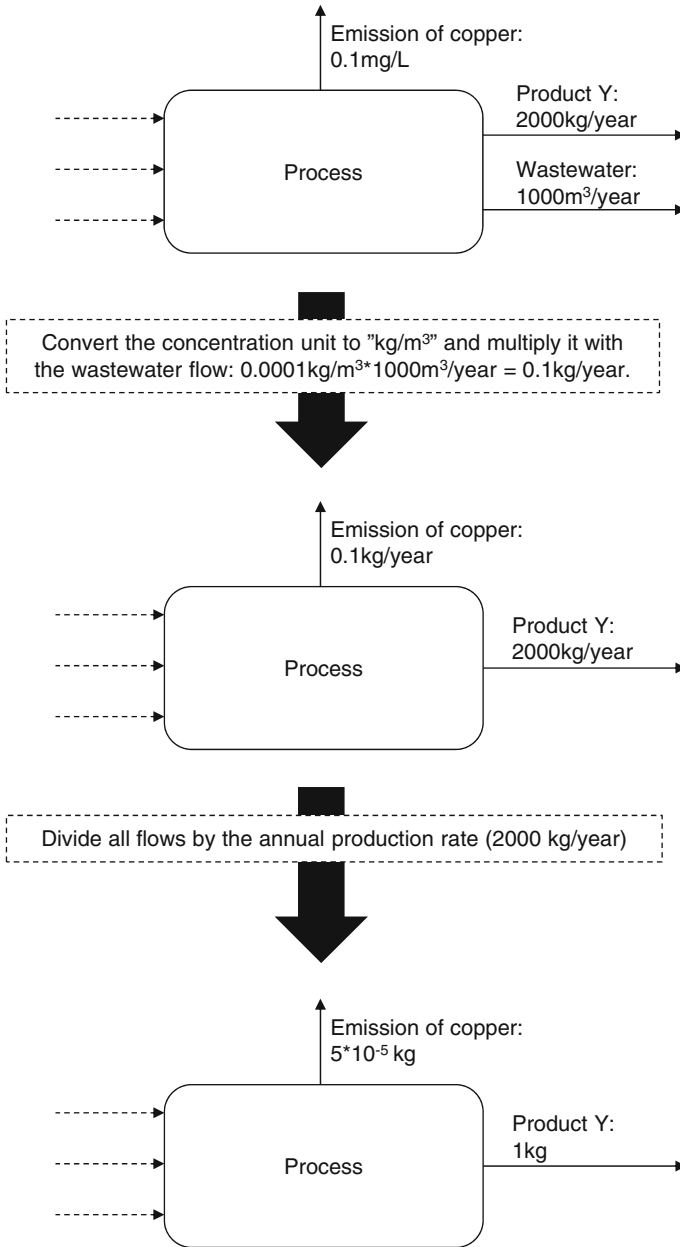 Emission of copper:
0.1mg/L
Product Y:
2000kg/year
Process
Wastewater:
1000m³/year
Convert the concentration unit to ”kg/m³” and multiply it with
the wastewater flow: 0.0001kg/m³*1000m³/year = 0.1kg/year.
Emission of copper:
0.1kg/year
Product Y:
2000kg/year
Process
Divide all flows by the annual production rate (2000 kg/year)
Emission of copper:
5*10⁻⁵ kg
Product Y:
1kg
Process